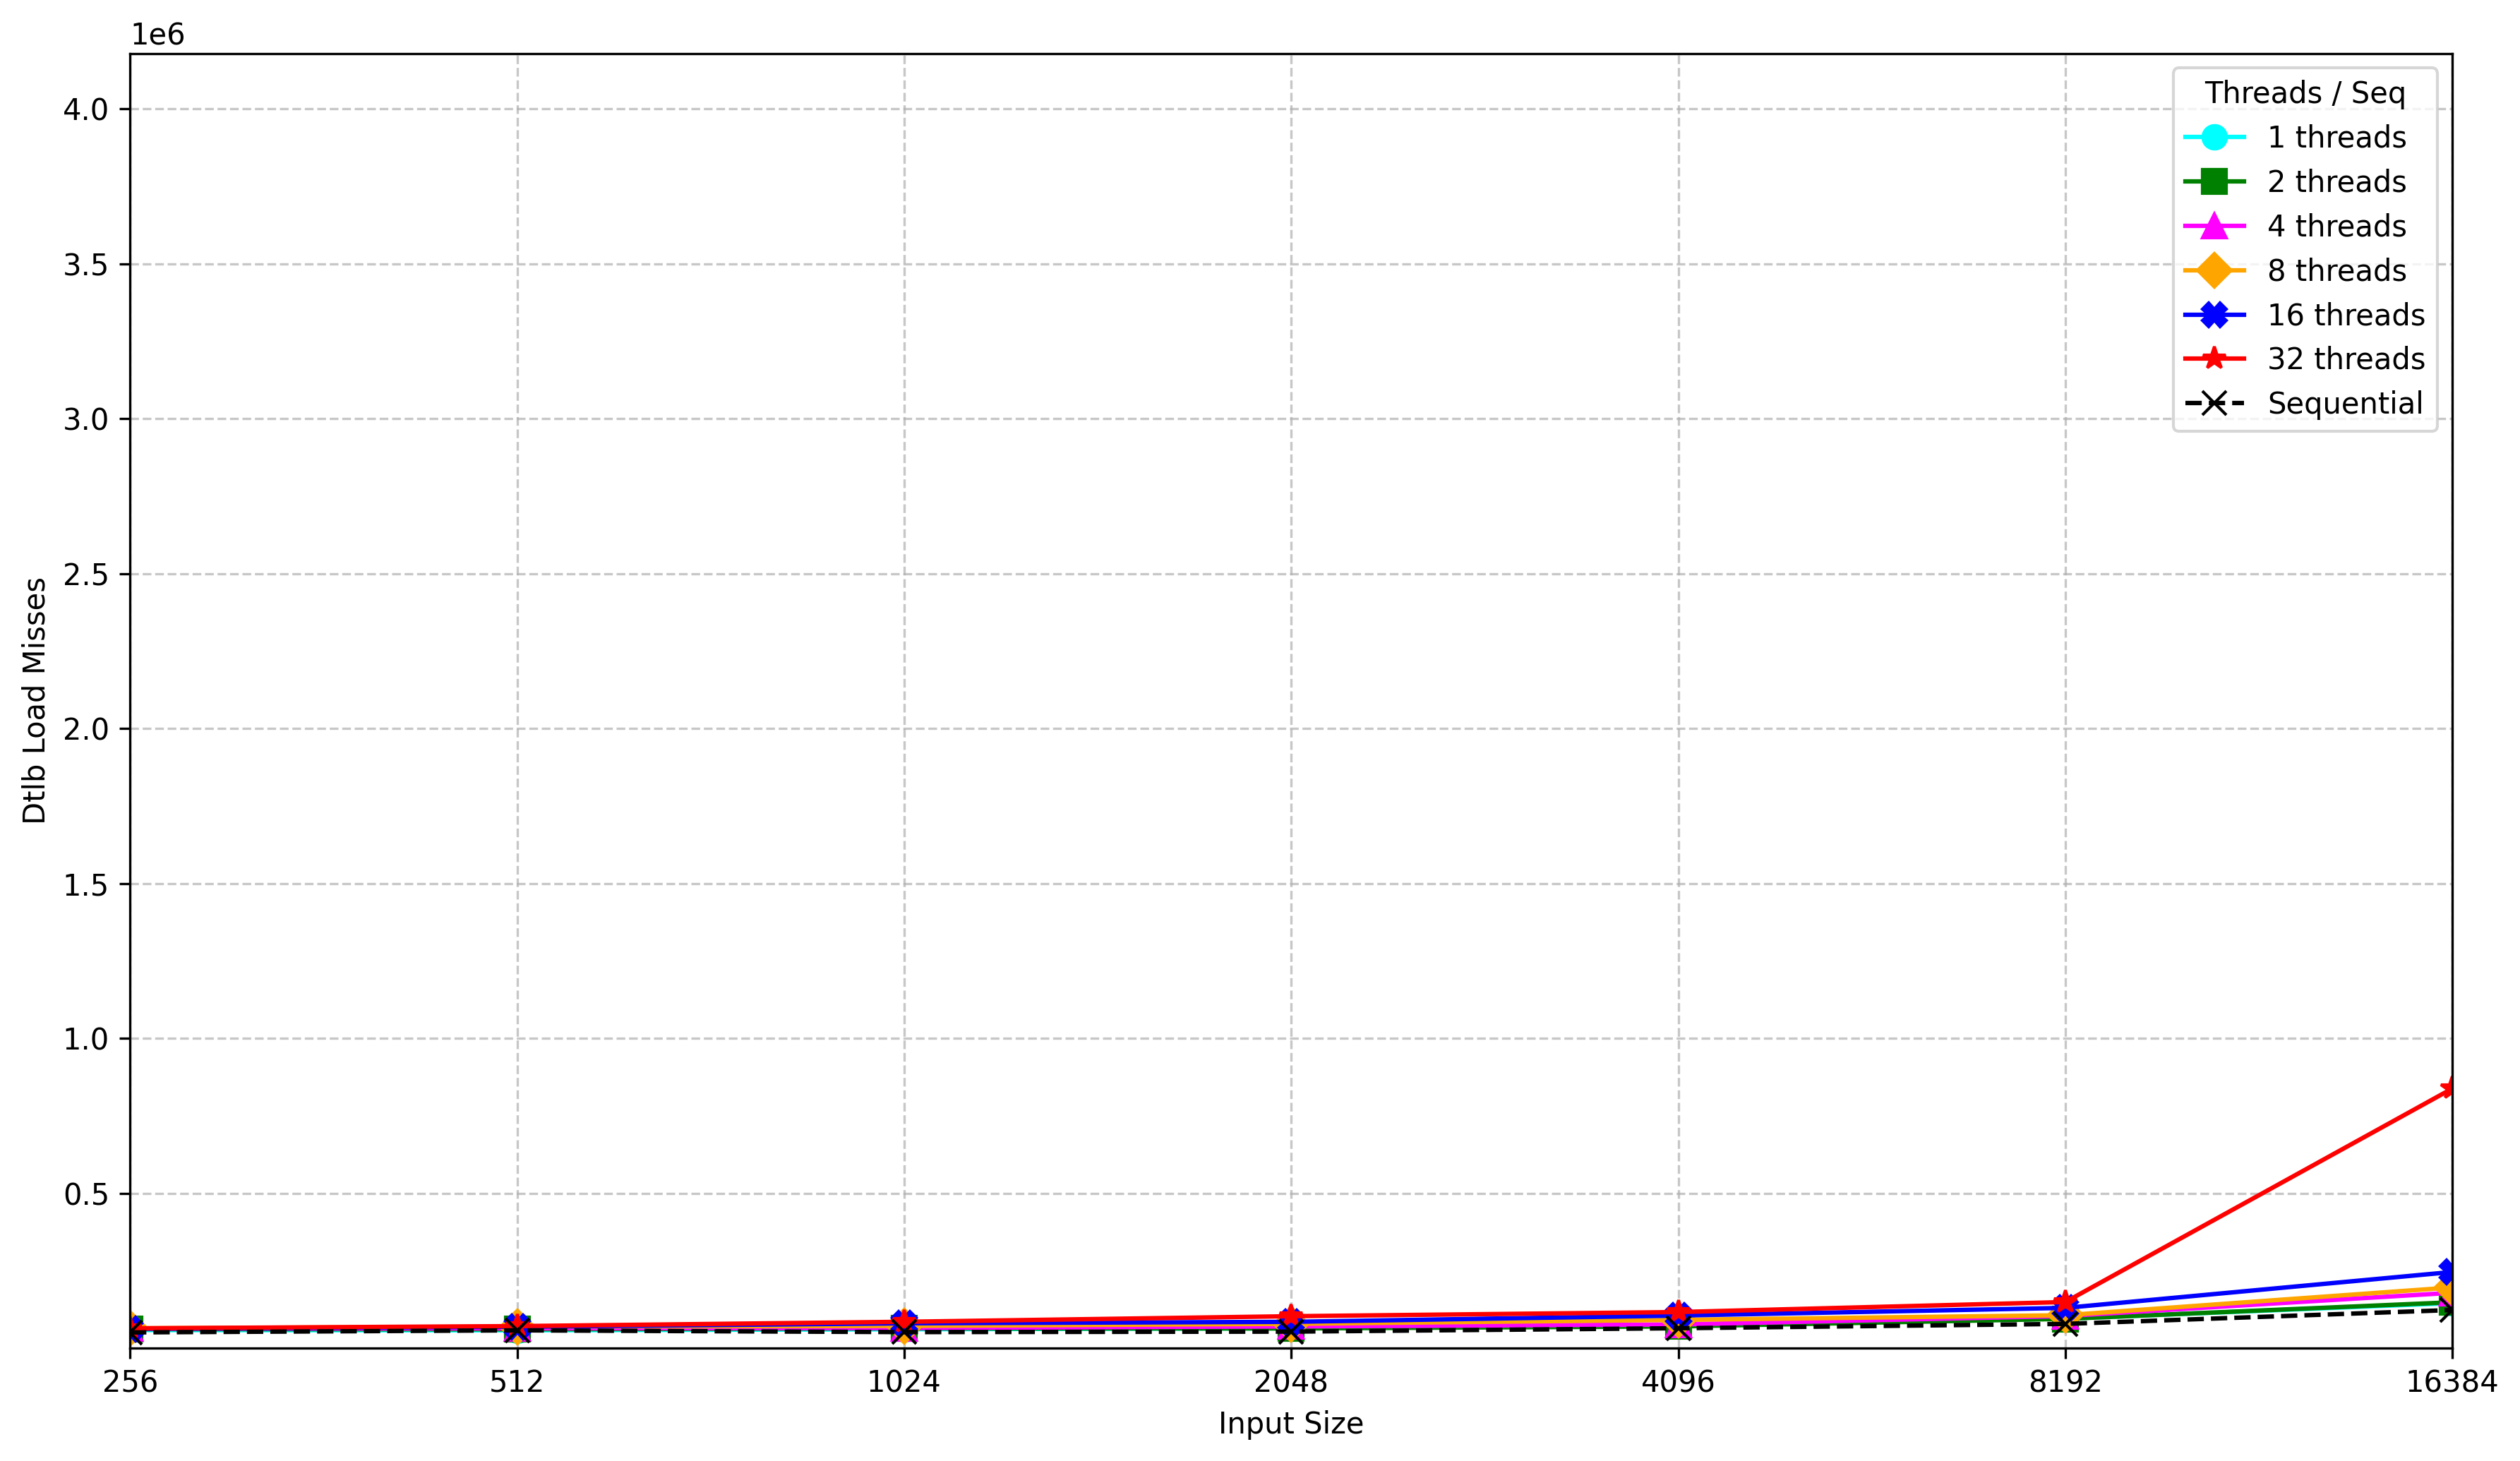 1e6
4.0
3.5
3.0
2.5
2.0
1.5
1.0
0.5
Dtlb Load Misses
256
512
1024
2048
4096
8192
16384
Input Size
Threads / Seq
1 threads
2 threads
4 threads
8 threads
16 threads
32 threads
Sequential